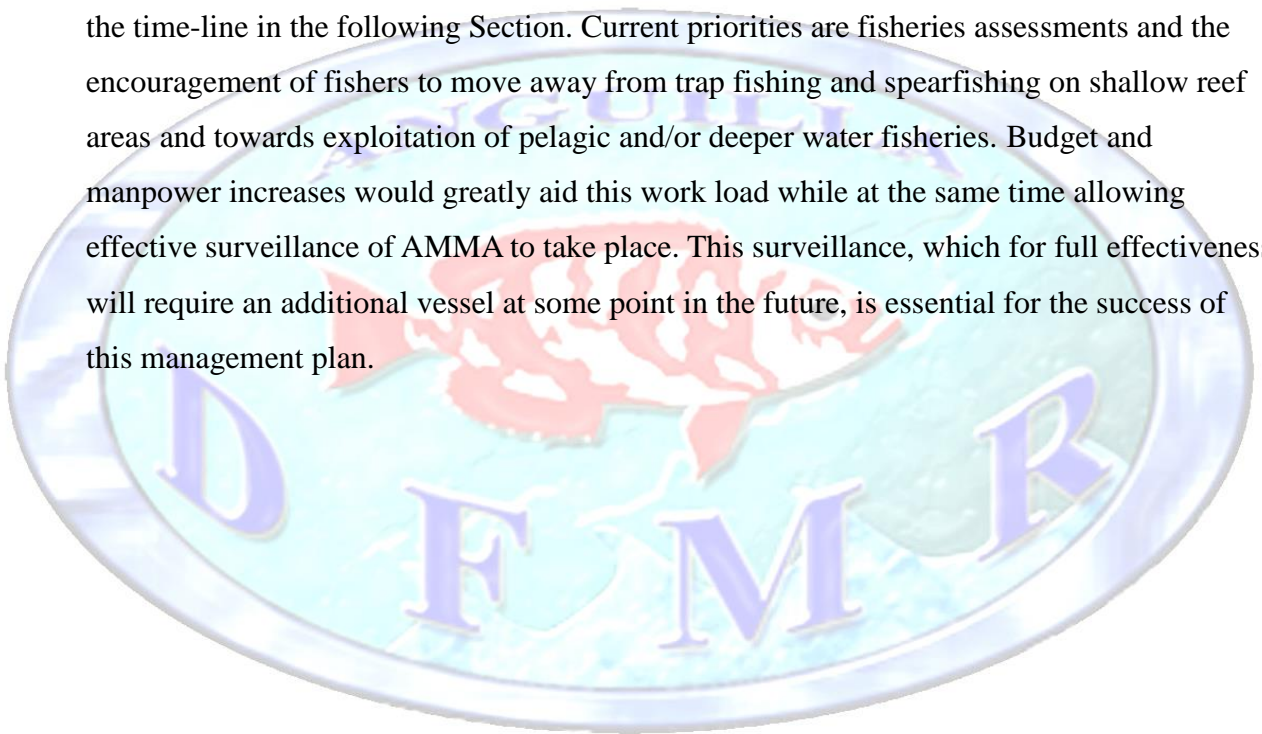 the time-line in the following Section. Current priorities are fisheries assessments and the
encouragement of fishers to move away from trap fishing and spearfishing on shallow reef
areas and towards exploitation of pelagic and/or deeper water fisheries. Budget and
manpower increases would greatly aid this work load while at the same time allowing
effective surveillance of AMMA to take place. This surveillance, which for full effectivenes
will require an additional vessel at some point in the future, is essential for the success of
this management plan.
ANGUILLA
D F M R